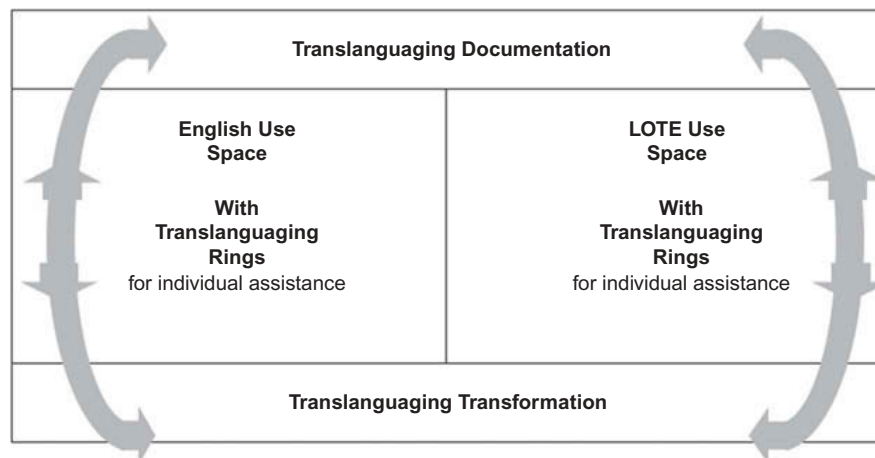 Translanguaging Documentation
English Use
Space
With
Translanguaging
Rings
for individual assistance
LOTE Use
Space
With
Translanguaging
Rings
for individual assistance
Translanguaging Transformation